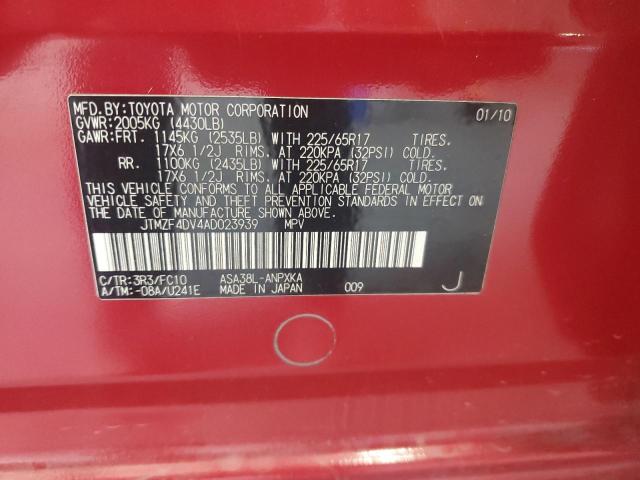 MFD.BY:TOYOTA MOTOR CORPORATION 01/10
GVWR:2005KG (4430LB)
GAWR:FRT. 1145KG (2535LB) WITH 225/65R17 TIRES.
17X6 1/2J RIMS. AT 220KPA (32PSI) COLD.
RR. 1100KG (2435LB) WITH 225/65R17 TIRES.
17X6 1/2J RIMS. AT 220KPA (32PSI) COLD.
THIS VEHICLE CONFORMS TO ALL APPLICABLE FEDERAL MOTOR
VEHICLE SAFETY AND THEFT PREVENTION STANDARDS IN EFFECT ON
THE DATE OF MANUFACTURE SHOWN ABOVE.
JTMZF4DV4AD023939 MPV
C/TR:3R3/FC10 ASA38L-ANPXKA
A/TM:-08A/U241E MADE IN JAPAN 009 J